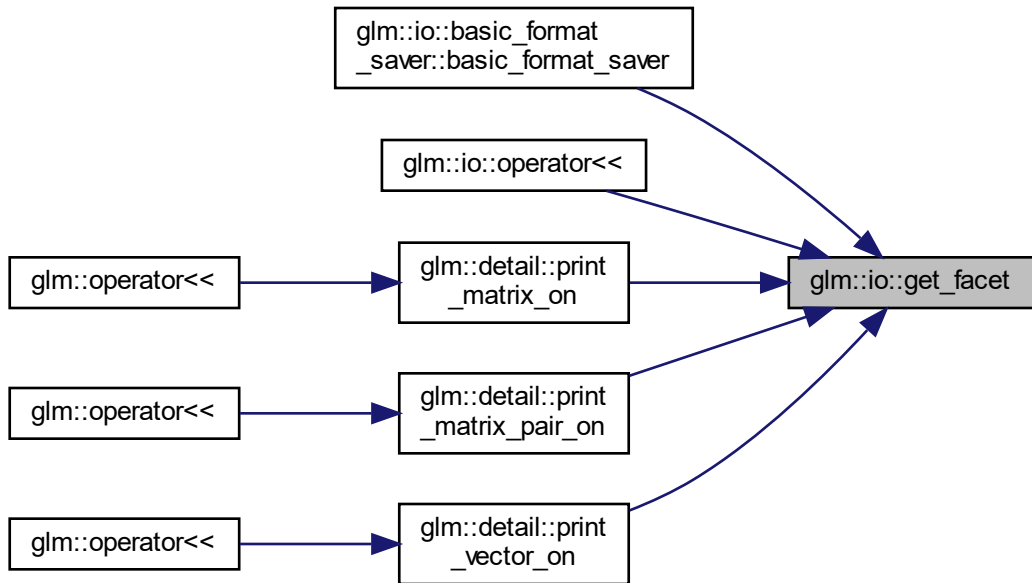 glm::io::basic_format
_saver::basic_format_saver
glm::io::operator<<
glm::operator<<
glm::detail::print
_matrix_on
glm::io::get_facet
glm::operator<<
glm::detail::print
_matrix_pair_on
glm::operator<<
glm::detail::print
_vector_on